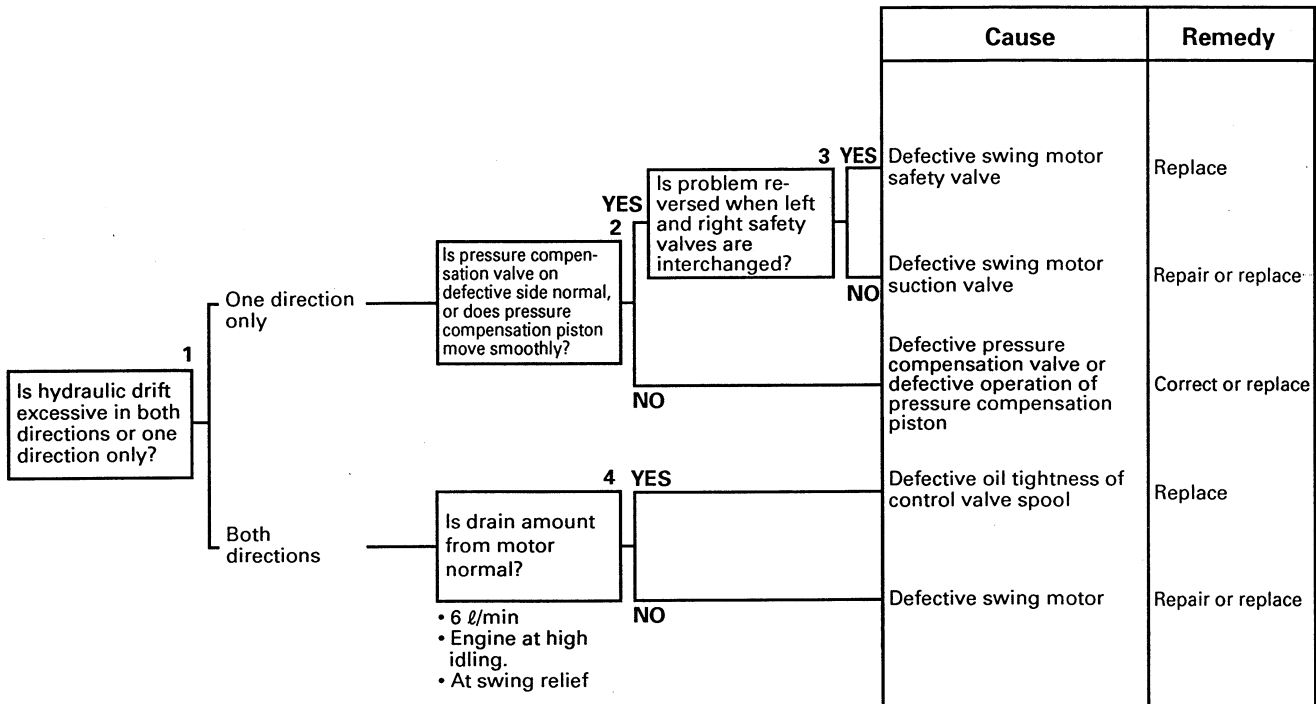 Cause
Remedy
3 YES
Defective swing motor
safety valve
Replace
Is problem re-
versed when left
and right safety
valves are
interchanged?
YES
2
Is pressure compen-
sation valve on
defective side normal,
or does pressure
compensation piston
move smoothly?
NO
Defective swing motor
suction valve
Repair or replace
One direction
only
1
Is hydraulic drift
excessive in both
directions or one
direction only?
NO
Defective pressure
compensation valve or
defective operation of
pressure compensation
piston
Correct or replace
4 YES
Defective oil tightness of
control valve spool
Replace
Both
directions
Is drain amount
from motor
normal?
NO
Defective swing motor
Repair or replace
• 6 ℓ/min
• Engine at high
idling.
• At swing relief